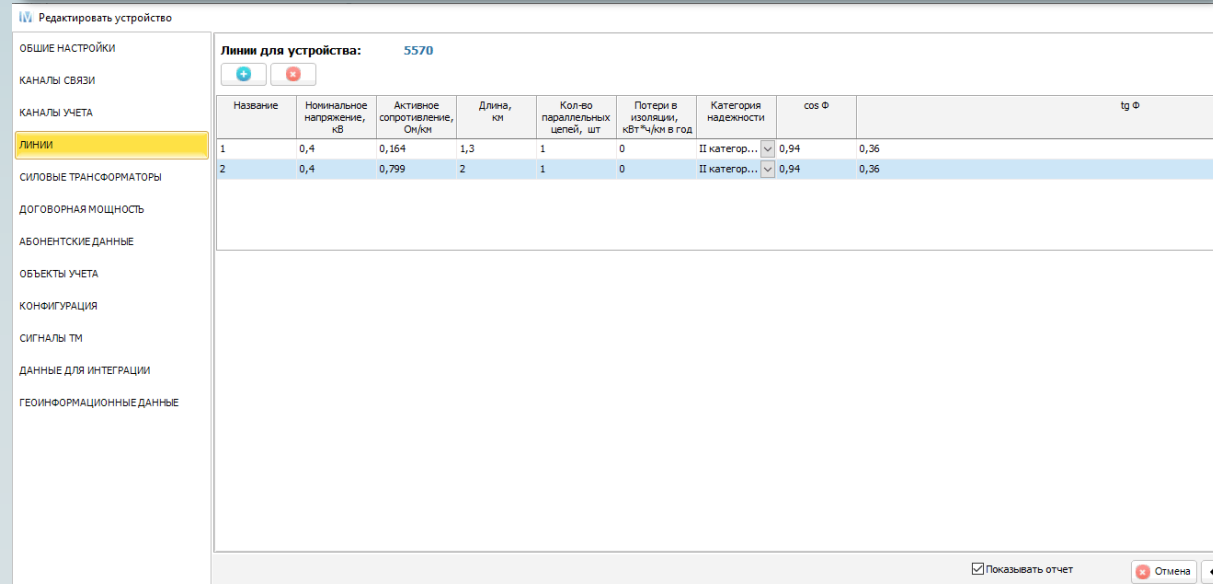 Редактировать устройство
ОБЩИЕ НАСТРОЙКИ
КАНАЛЫ СВЯЗИ
КАНАЛЫ УЧЕТА
ЛИНИИ
СИЛОВЫЕ ТРАНСФОРМАТОРЫ
ДОГОВОРНАЯ МОЩНОСТЬ
АБОНЕНТСКИЕ ДАННЫЕ
ОБЪЕКТЫ УЧЕТА
КОНФИГУРАЦИЯ
СИГНАЛЫ ТМ
ДАННЫЕ ДЛЯ ИНТЕГРАЦИИ
ГЕОИНФОРМАЦИОННЫЕ ДАННЫЕ
Линии для устройства: 5570
Название
Номинальное
напряжение,
кВ
Активное
сопротивление,
Ом/км
Длина,
км
Кол-во
параллельных
цепей, шт
Потери в
изоляции,
кВт*ч/км в год
Категория
надежности
cos Ф
tg Ф
1 0,4 0,164 1,3 1 0 II категор... 0,94 0,36
2 0,4 0,799 2 1 0 II категор... 0,94 0,36
Показывать отчет
Отмена